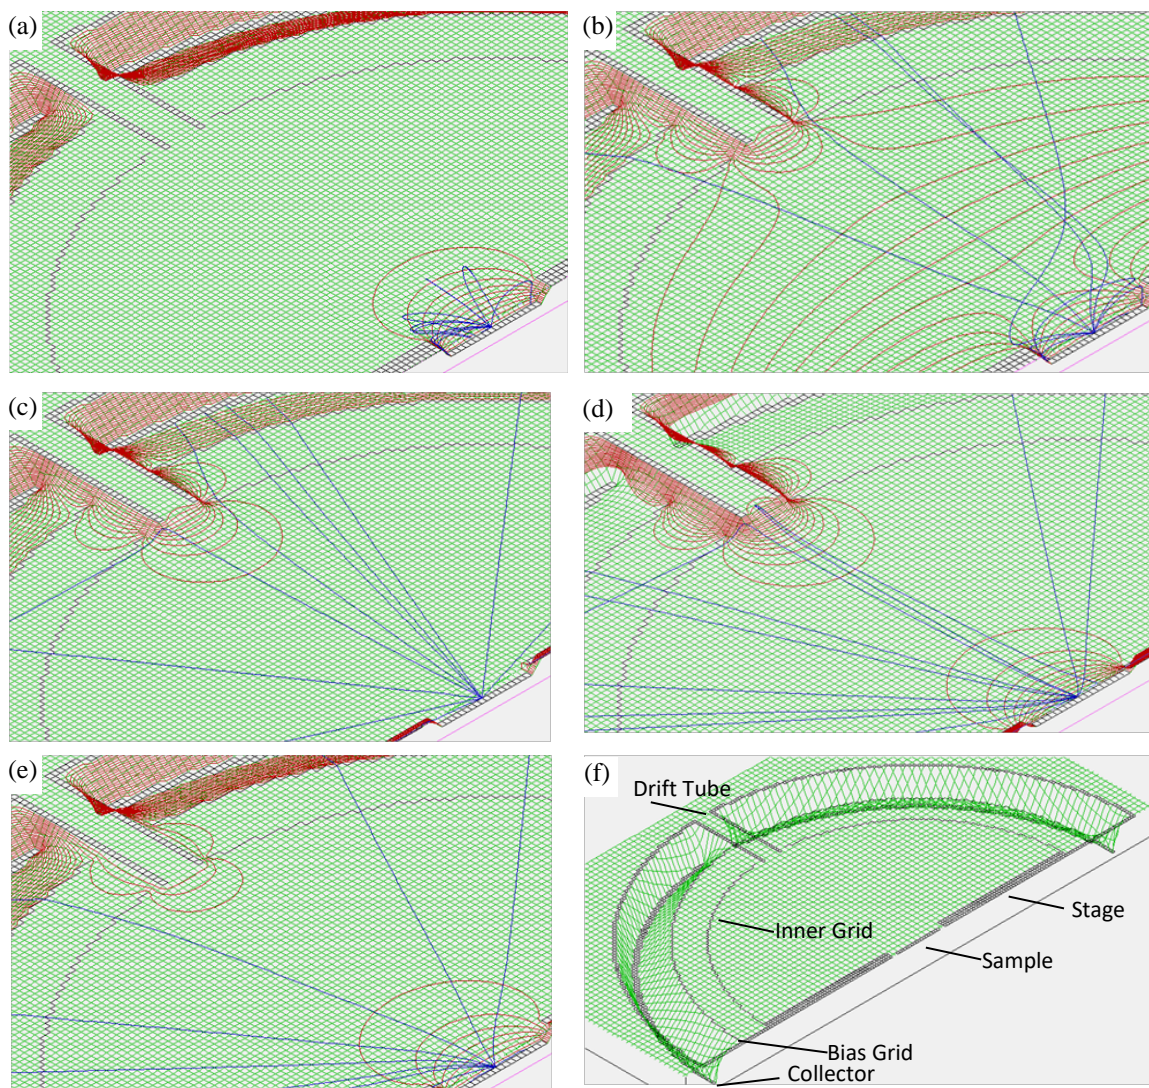 (a)
(b)
(c)
(d)
(e)
(f)
Drift Tube
Inner Grid
Stage
Sample
Bias Grid
Collector